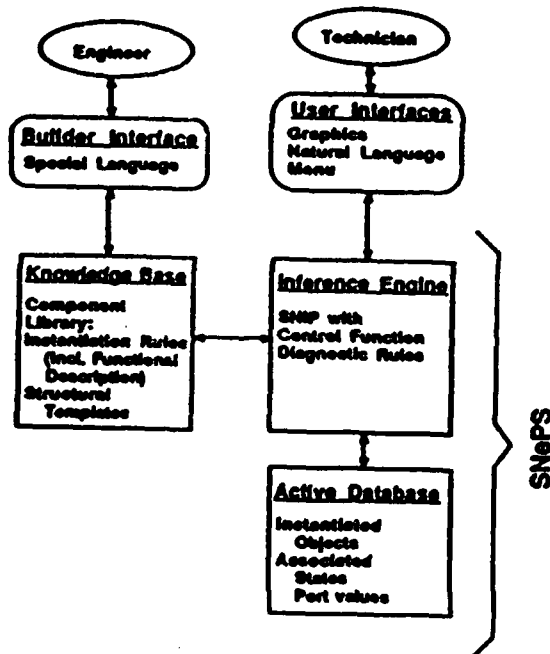 Engineer
Technician
Builder Interface
Special Language
User Interfaces
Graphics
Natural Language
Menu
Knowledge Base
Component
Library:
Instantiation Rules
(Incl. Functional
Description)
Structural
Templates
Inference Engine
SNIP with
Control Function
Diagnostic Rules
Active Database
Instantiated
Objects
Associated
States
Port values
SNePS